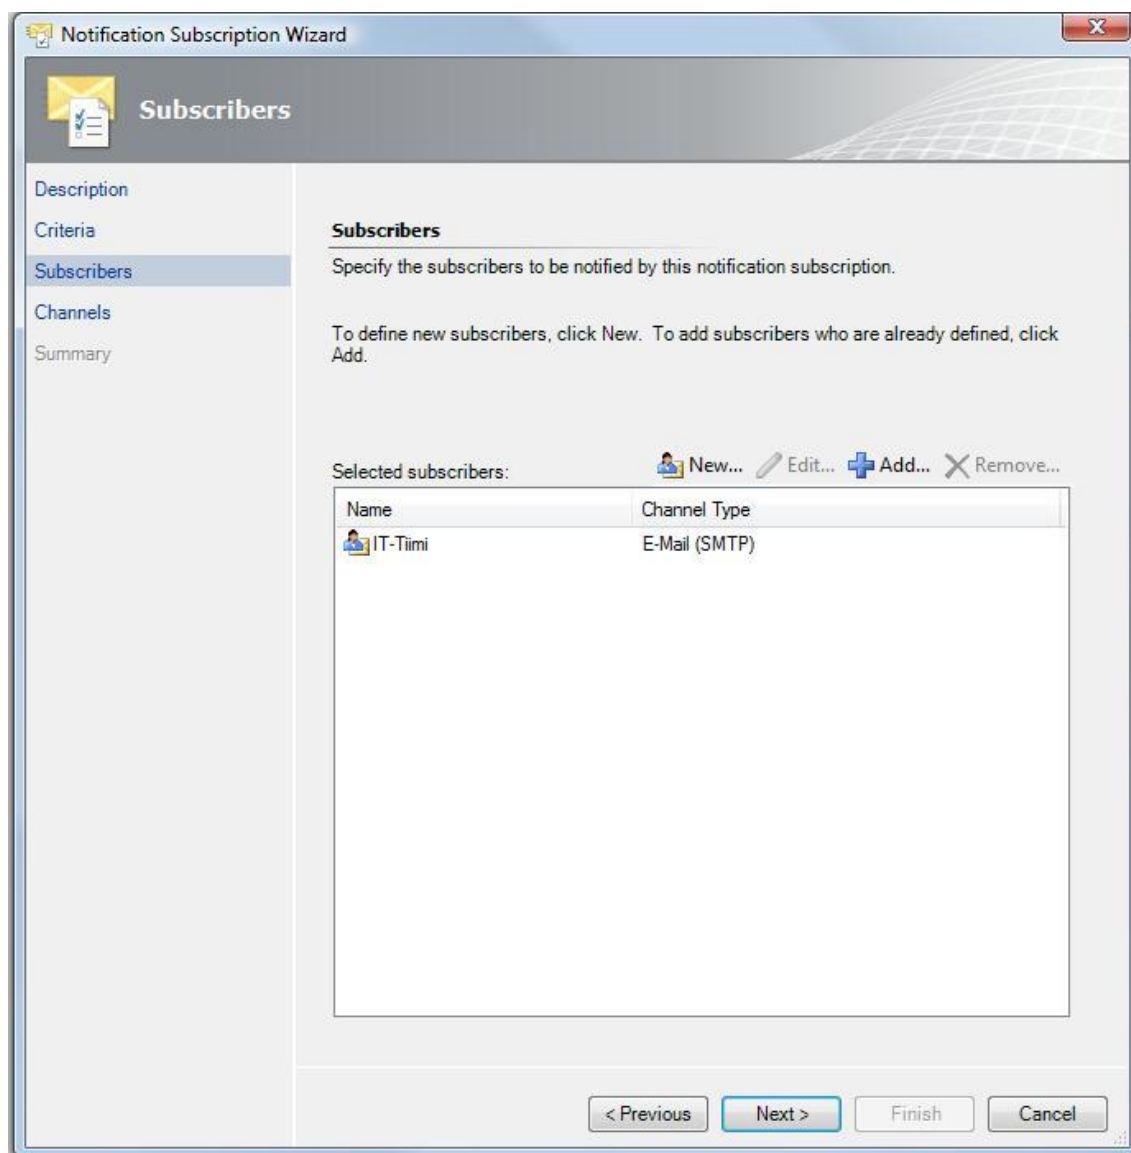 Notification Subscription Wizard
Subscribers
Description
Criteria
Subscribers
Channels
Summary
Subscribers
Specify the subscribers to be notified by this notification subscription.
To define new subscribers, click New. To add subscribers who are already defined, click
Add.
Selected subscribers:
New... Edit... Add... Remove...
Name Channel Type
IT-Tiimi E-Mail (SMTP)
< Previous Next > Finish Cancel